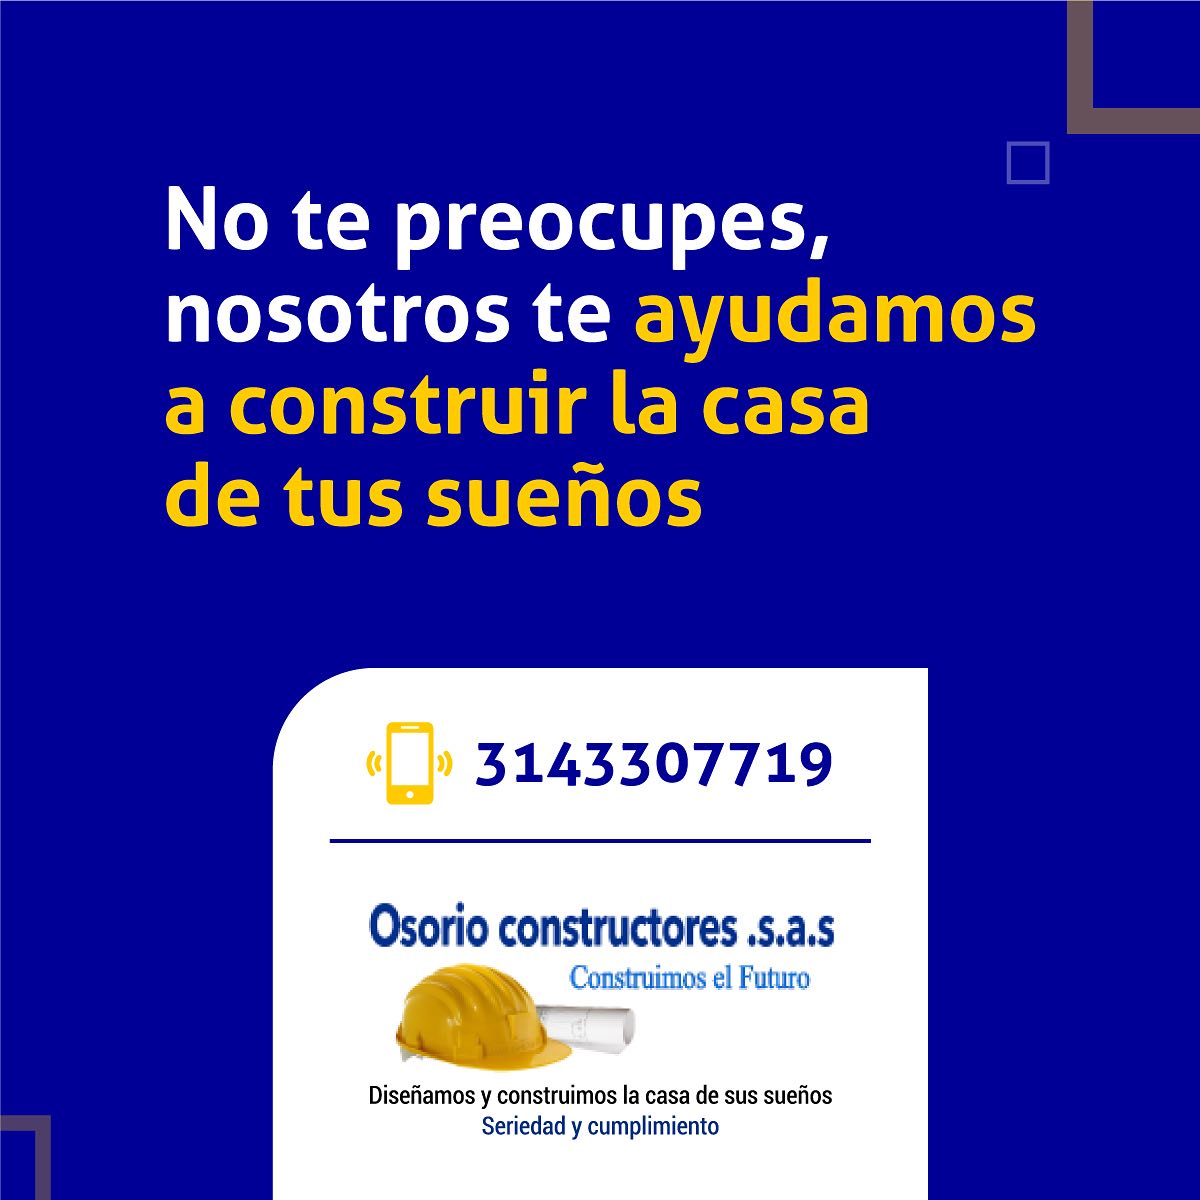 No te preocupes,
nosotros te ayudamos
a construir la casa
de tus sueños
3143307719
Osorio constructores .s.a.s
Construimos el Futuro
Diseñamos y construimos la casa de sus sueños
Seriedad y cumplimiento